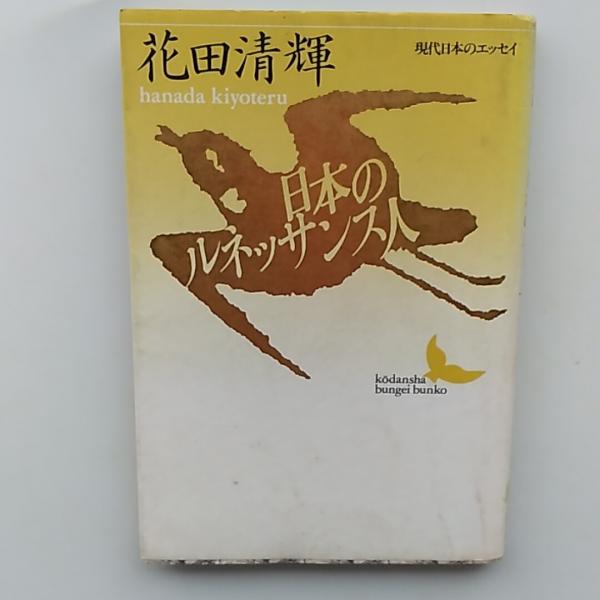 花田清輝
現代日本のエッセイ
hanada kiyoteru
日本の
ルネッサンス人
kōdansha
bungei bunko